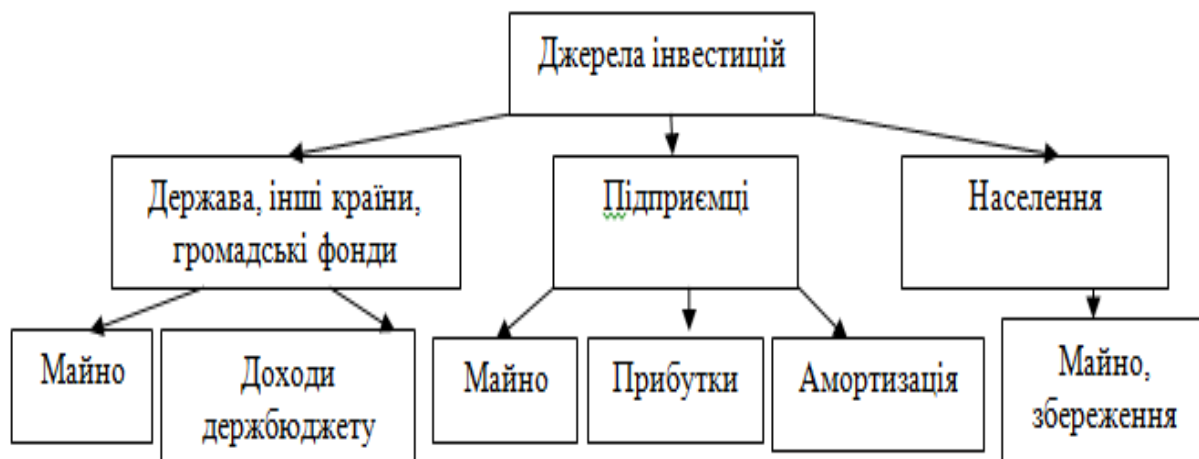 Джерела інвестицій
Держава, інші країни,
громадські фонди
Підприємці
Населення
Майно
Доходи
держбюджету
Майно
Прибутки
Амортизація
Майно,
збереження